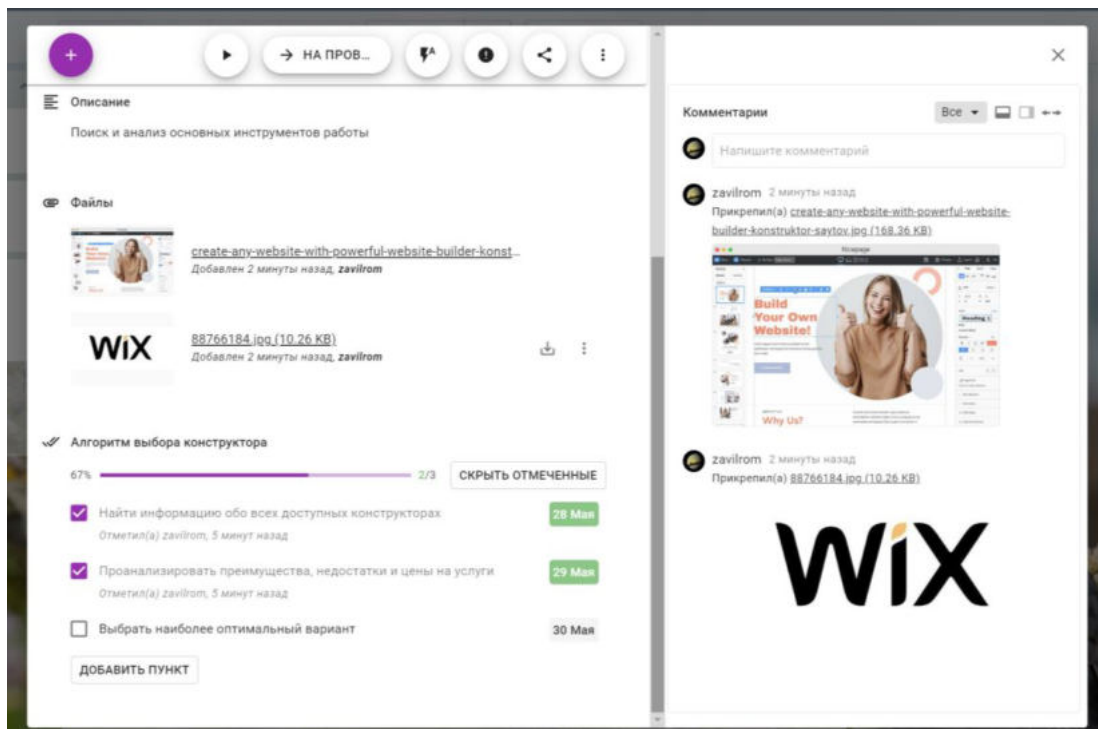 +
→ НА ПРОВ...
Описание
Поиск и анализ основных инструментов работы
Файлы
create-any-website-with-powerful-website-builder-konst...
Добавлен 2 минуты назад, zavilrom
WiX
88766184.jpg (10.26 KB)
Добавлен 2 минуты назад, zavilrom
Алгоритм выбора конструктора
67% 2/3 СКРЫТЬ ОТМЕЧЕННЫЕ
Найти информацию обо всех доступных конструкторах 28 Мая
Отметил(а) zavilrom, 5 минут назад
Проанализировать преимущества, недостатки и цены на услуги 29 Мая
Отметил(а) zavilrom, 5 минут назад
Выбрать наиболее оптимальный вариант 30 Мая
ДОБАВИТЬ ПУНКТ
Комментарии Все
Напишите комментарий
zavilrom 2 минуты назад
Прикрепил(а) create-any-website-with-powerful-website-
builder-konstruktor-saytov.jpg (168.36 KB)
Build
Your Own
Website!
Heading 1
Why Us?
zavilrom 2 минуты назад
Прикрепил(а) 88766184.jpg (10.26 KB)
WiX